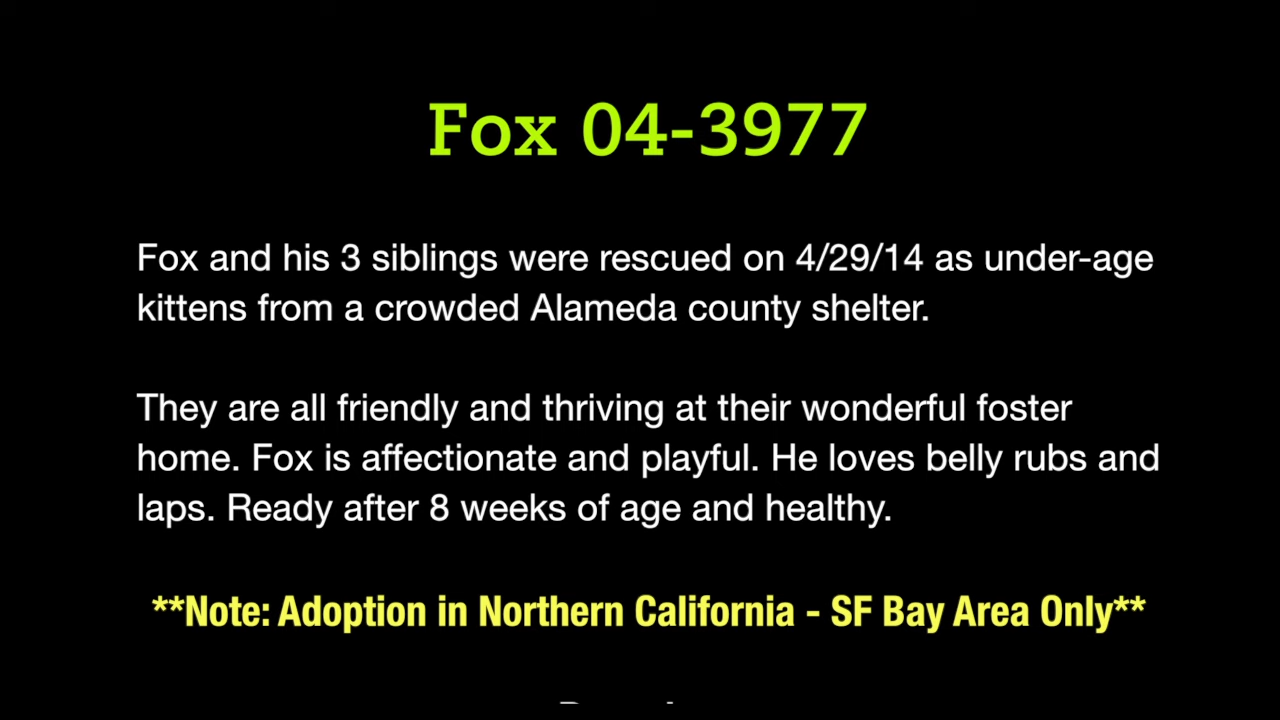 Fox 04-3977
Fox and his 3 siblings were rescued on 4/29/14 as under-age
kittens from a crowded Alameda county shelter.
They are all friendly and thriving at their wonderful foster
home. Fox is affectionate and playful. He loves belly rubs and
laps. Ready after 8 weeks of age and healthy.
**Note: Adoption in Northern California - SF Bay Area Only**